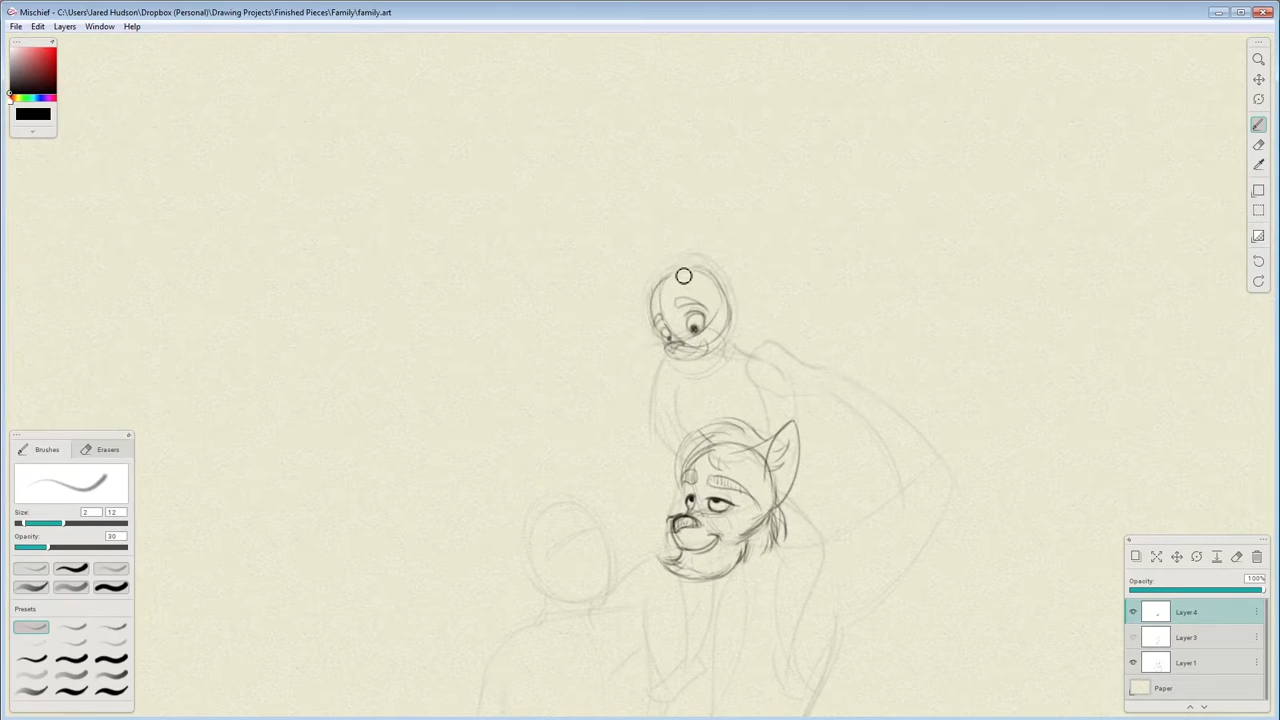 Mischief - C:\Users\Jared Hudson\Dropbox (Personal)\Drawing Projects\Finished Pieces\Family\family.art
File Edit Layers Window Help
Brushes Erasers
Size: 2 12
Opacity: 30
Presets
Opacity: 100%
Layer 4
Layer 3
Layer 1
Paper